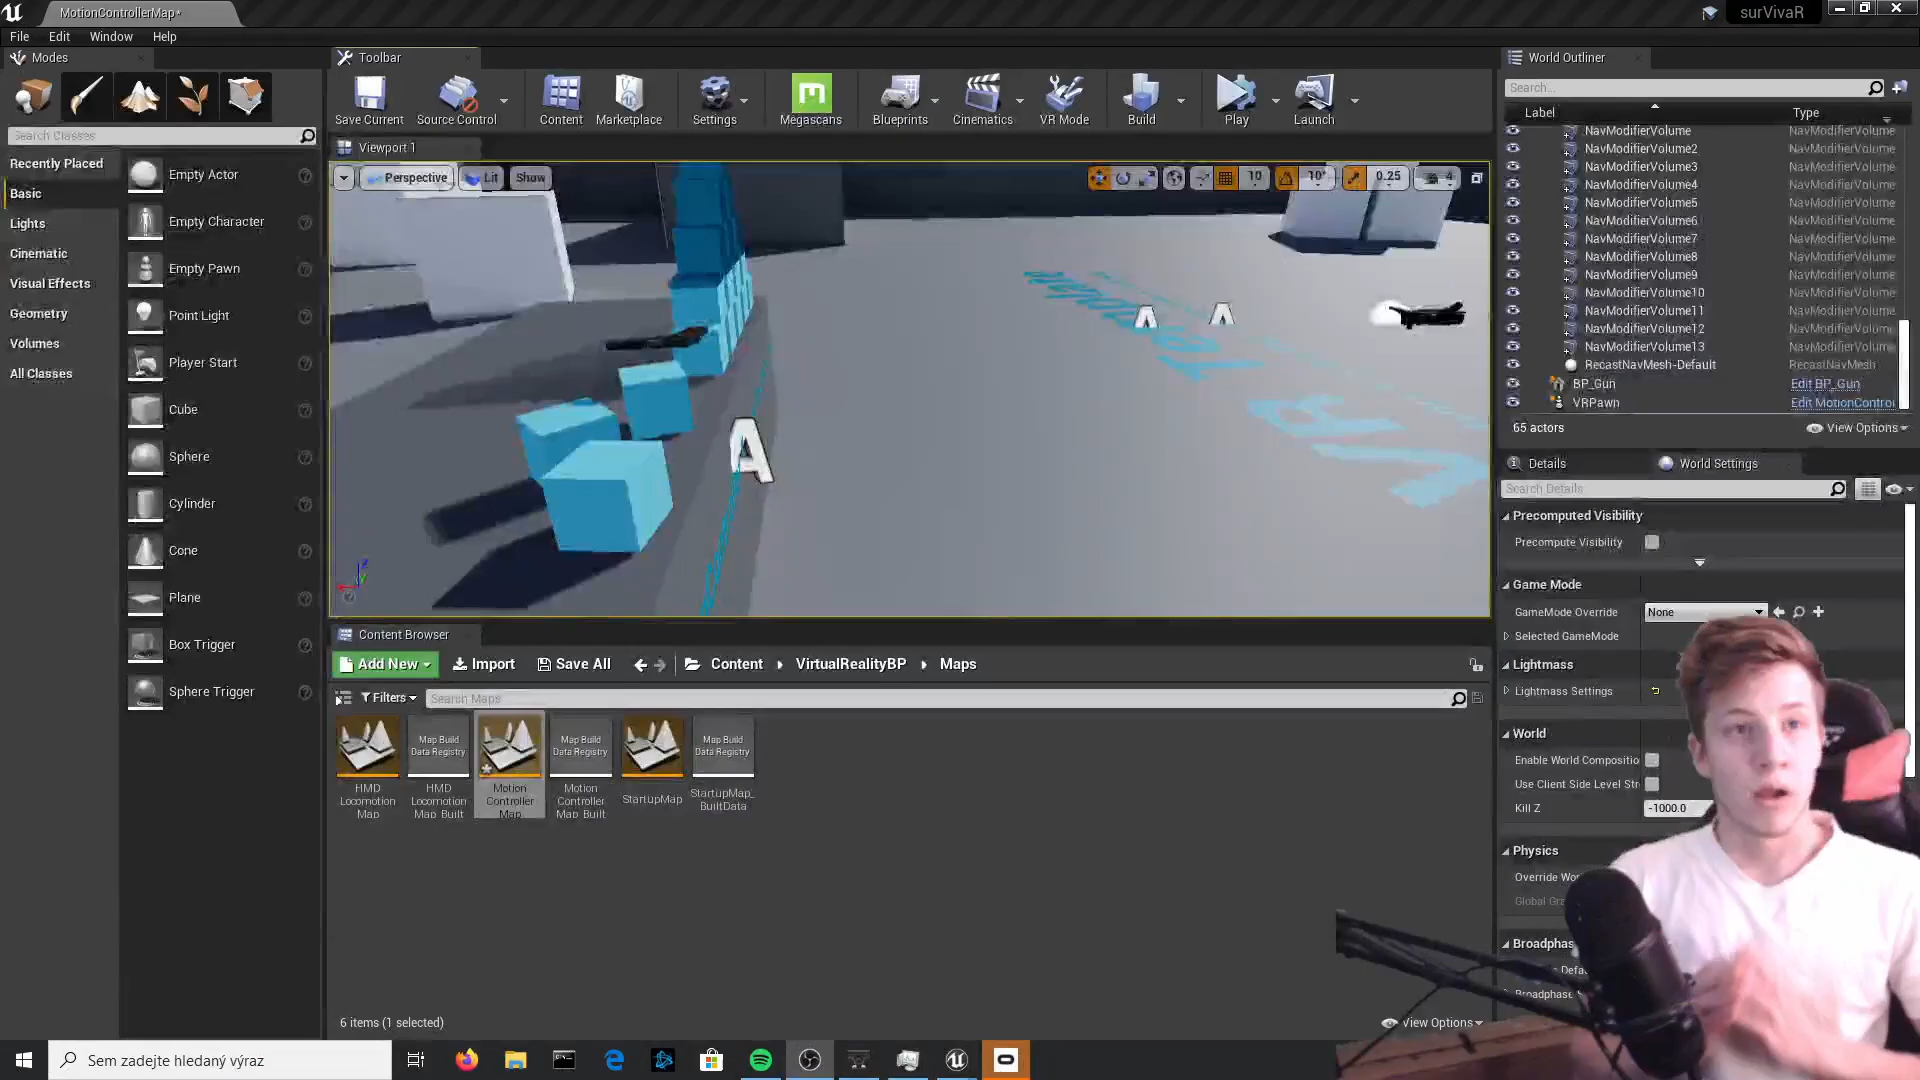 MotionControllerMap*
surVivaR
File
Edit
Window
Help
Modes
Toolbar
World Outliner
Save Current
Source Control
Content
Marketplace
Settings
Megascans
Blueprints
Cinematics
VR Mode
Build
Play
Launch
Search...
Label
Type
Search Classes
Viewport 1
Recently Placed
Basic
Lights
Cinematic
Visual Effects
Geometry
Volumes
All Classes
Empty Actor
Empty Character
Empty Pawn
Point Light
Player Start
Cube
Sphere
Cylinder
Cone
Plane
Box Trigger
Sphere Trigger
Perspective
Lit
Show
10
10°
0.25
4
A
A
A
NavModifierVolume NavModifierVolume
NavModifierVolume2 NavModifierVolume
NavModifierVolume3 NavModifierVolume
NavModifierVolume4 NavModifierVolume
NavModifierVolume5 NavModifierVolume
NavModifierVolume6 NavModifierVolume
NavModifierVolume7 NavModifierVolume
NavModifierVolume8 NavModifierVolume
NavModifierVolume9 NavModifierVolume
NavModifierVolume10 NavModifierVolume
NavModifierVolume11 NavModifierVolume
NavModifierVolume12 NavModifierVolume
NavModifierVolume13 NavModifierVolume
RecastNavMesh-Default RecastNavMesh
BP_Gun Edit BP_Gun
VRPawn Edit MotionControl
65 actors
View Options
Details
World Settings
Search Details
Precomputed Visibility
Precompute Visibility
Game Mode
GameMode Override None
Selected GameMode
Lightmass
Lightmass Settings
World
Enable World Compositio
Use Client Side Level Str
Kill Z -1000.0
Physics
Override Wo
Global Gra
Broadphas
Defa
Broadphase
Content Browser
Add New
Import
Save All
Content
VirtualRealityBP
Maps
Filters
Search Maps
Map Build
Data Registry
Map Build
Data Registry
Map Build
Data Registry
HMD
Locomotion
Map
HMD
Locomotion
Map_Built
Motion
Controller
Map
Motion
Controller
Map_Built
StartupMap
StartupMap_
BuiltData
6 items (1 selected)
View Options
Sem zadejte hledaný výraz